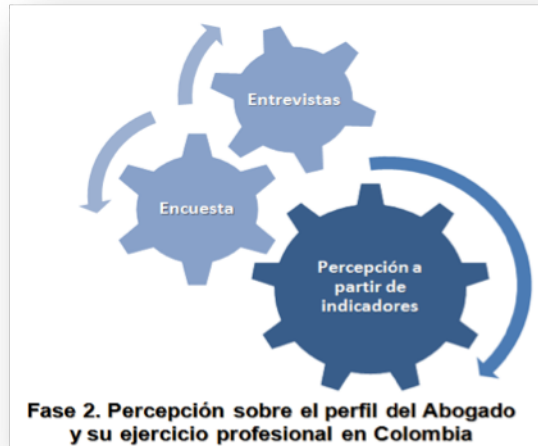 Entrevistas
Encuesta
Percepción a
partir de
indicadores
Fase 2. Percepción sobre el perfil del Abogado
y su ejercicio profesional en Colombia